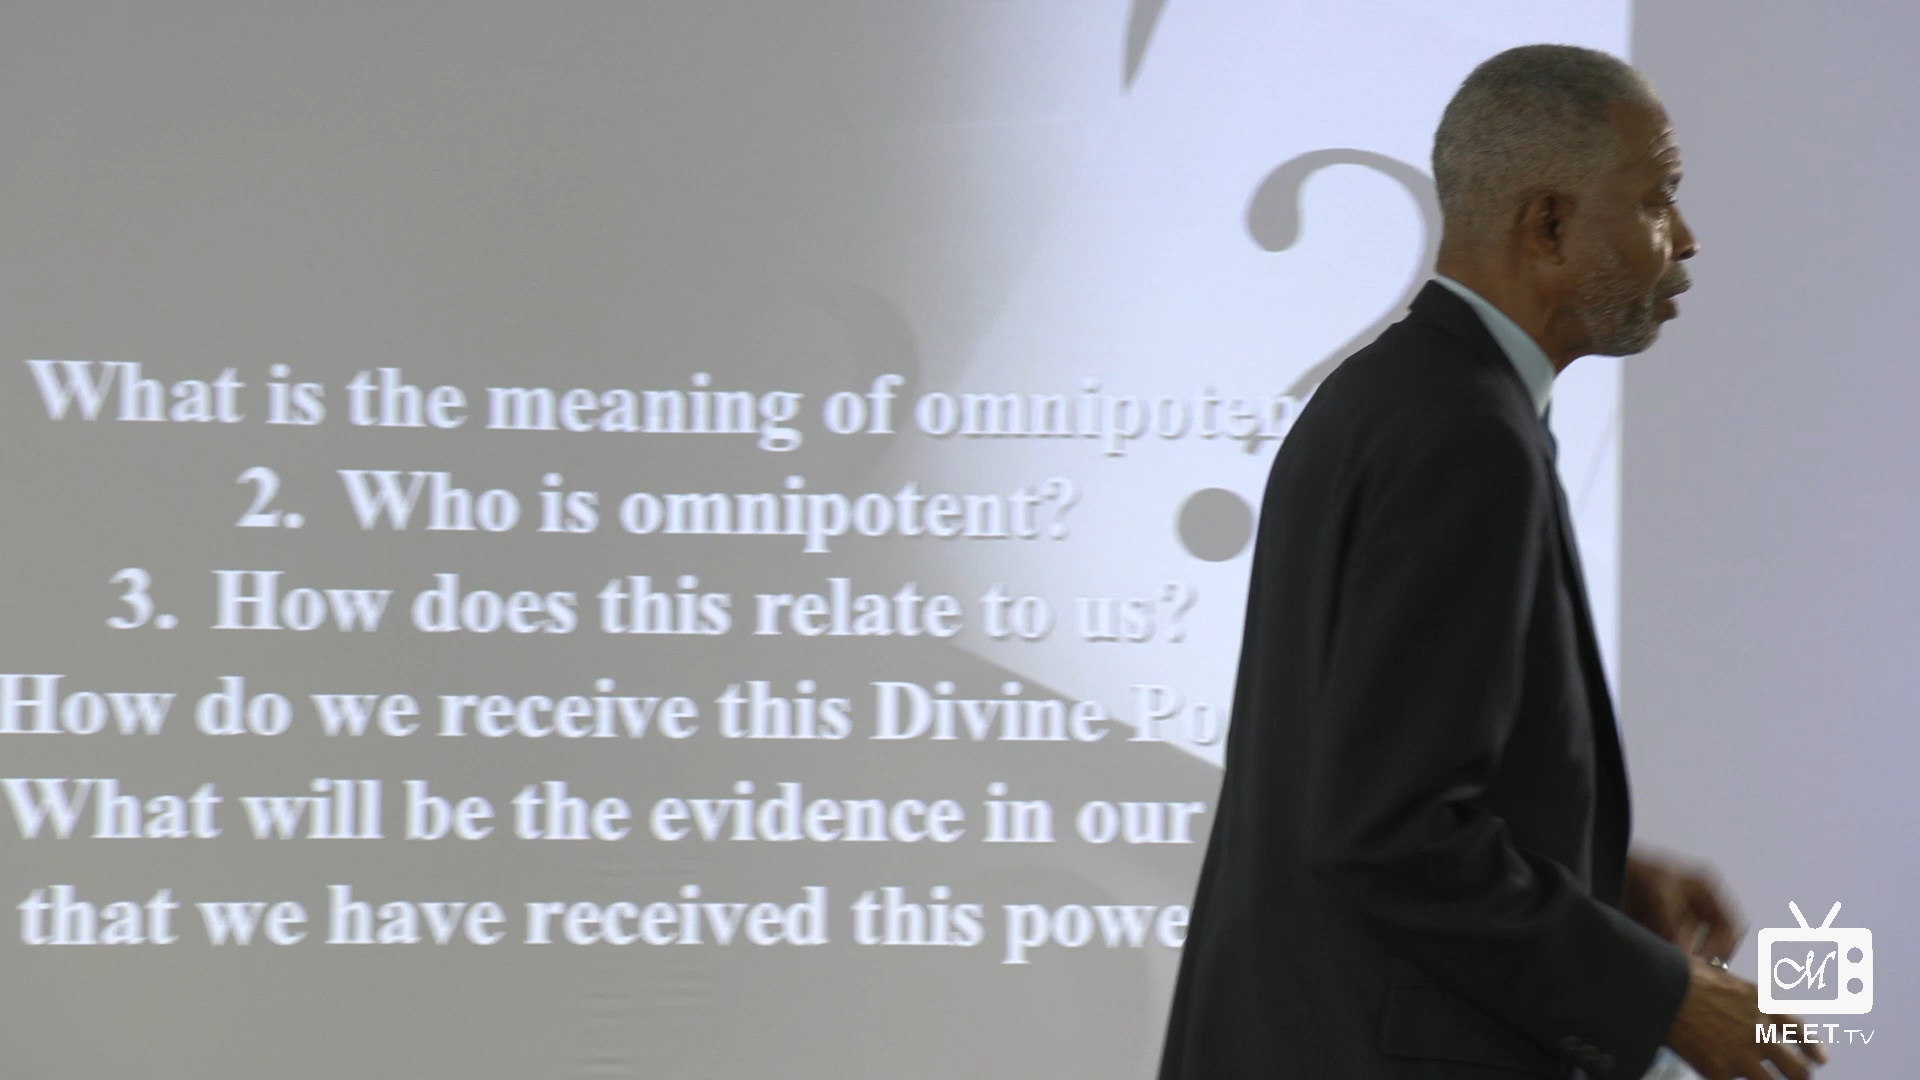 What is the meaning of omnipoten
2. Who is omnipotent?
3. How does this relate to us?
How do we receive this Divine Po
What will be the evidence in our
that we have received this powe
M
M.E.E.T. TV